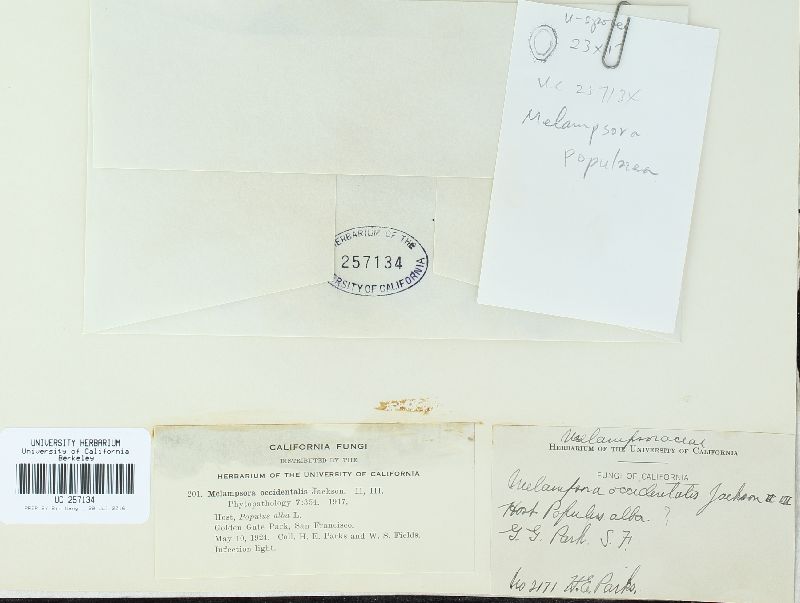 u-spores
23 x 17
U.C 257134
Melampsora
populnea
HERBARIUM OF THE
257134
UNIVERSITY OF CALIFORNIA
UNIVERSITY HERBARIUM
University of California
Berkeley
UC 257134
CALIFORNIA FUNGI
DISTRIBUTED BY THE
HERBARIUM OF THE UNIVERSITY OF CALIFORNIA
201. Melampsora occidentalis Jackson. II, III.
Phytopathology 7:354. 1917.
Host, Populus alba L.
Golden Gate Park, San Francisco.
May 10, 1924. Coll. H. E. Parks and W. S. Fields.
Infection light.
Melampsoraceae
HERBARIUM OF THE UNIVERSITY OF CALIFORNIA
FUNGI OF CALIFORNIA
Melampsora occidentalis Jackson II III
Host Populus alba ?
G. G. Park. S. F.
No 2171 H.E. Parks.